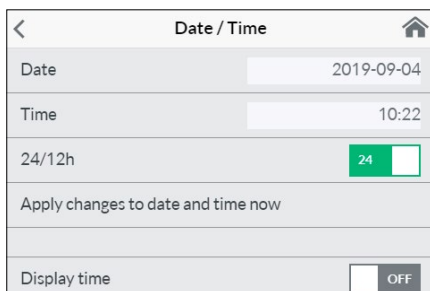 Date / Time
Date 2019-09-04
Time 10:22
24/12h 24
Apply changes to date and time now
Display time OFF